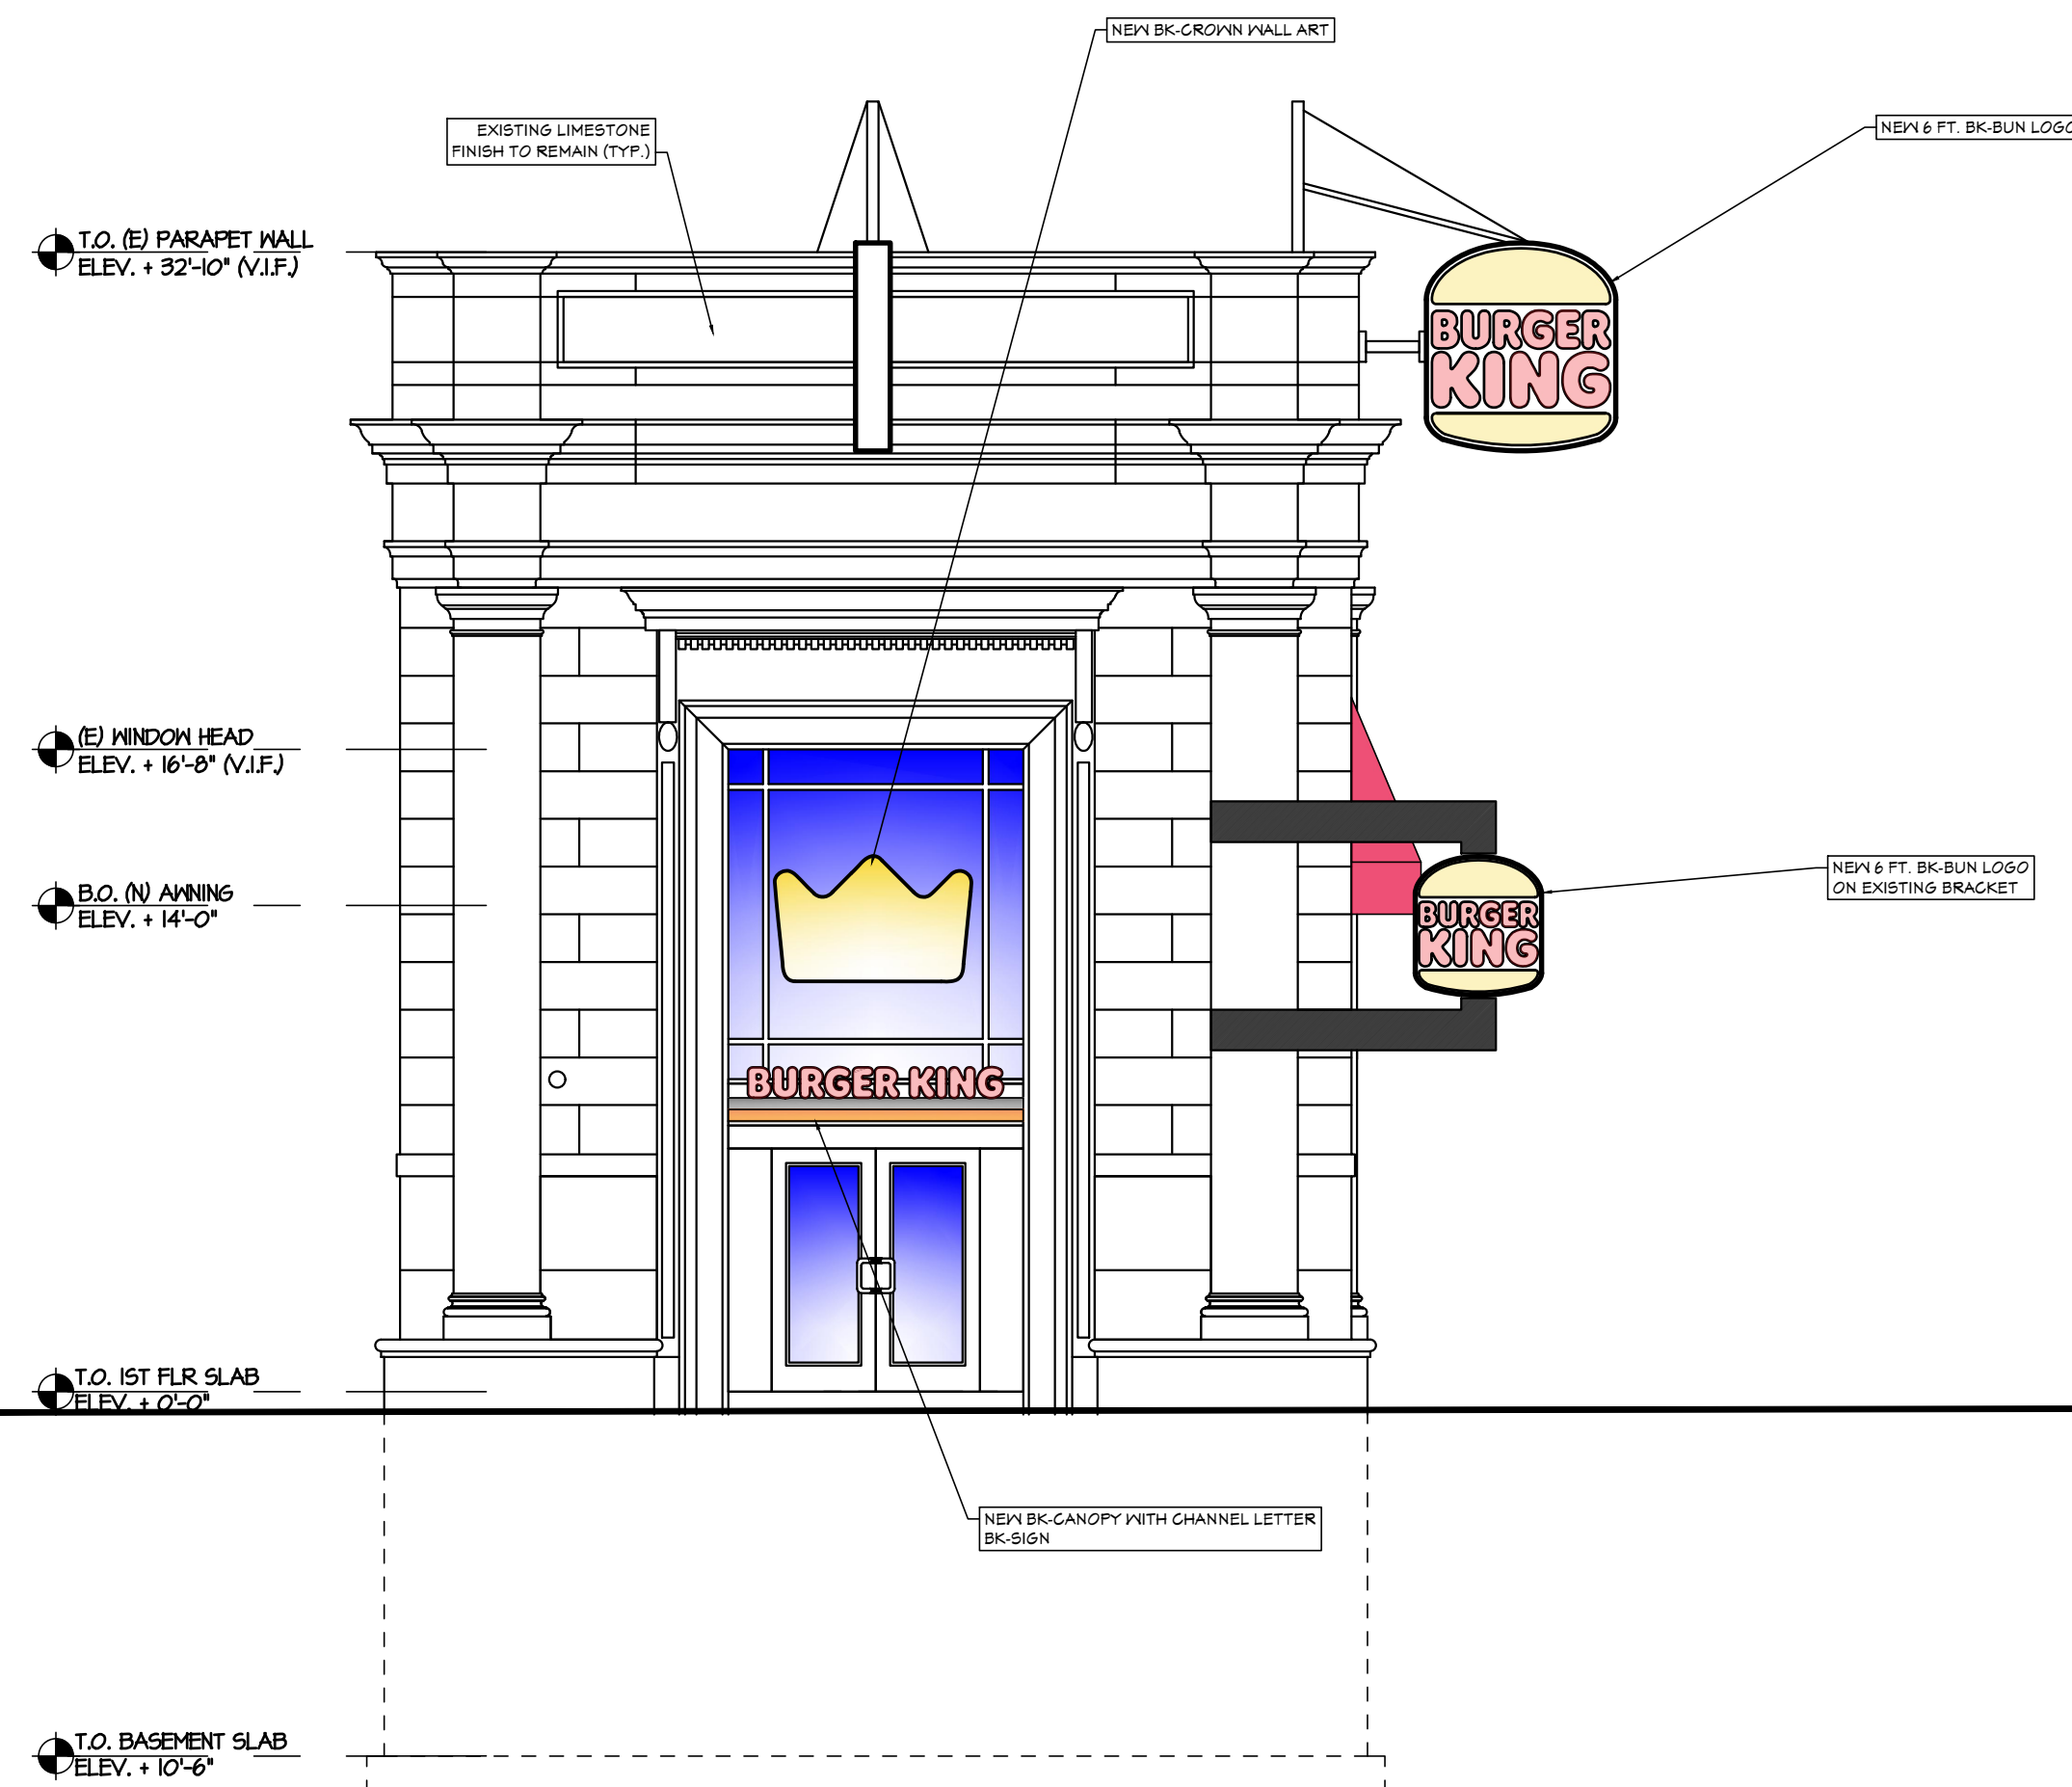 NEW BK-CROWN WALL ART
EXISTING LIMESTONE
FINISH TO REMAIN (TYP.)
NEW 6 FT. BK-BUN LOGO
T.O. (E) PARAPET WALL
ELEV. + 32'-10" (V.I.F.)
BURGER
KING
(E) WINDOW HEAD
ELEV. + 16'-8" (V.I.F.)
B.O. (N) AWNING
ELEV. + 14'-0"
NEW 6 FT. BK-BUN LOGO
ON EXISTING BRACKET
BURGER
KING
BURGER KING
T.O. 1ST FLR SLAB
ELEV. + 0'-0"
NEW BK-CANOPY WITH CHANNEL LETTER
BK-SIGN
T.O. BASEMENT SLAB
ELEV. + 10'-6"